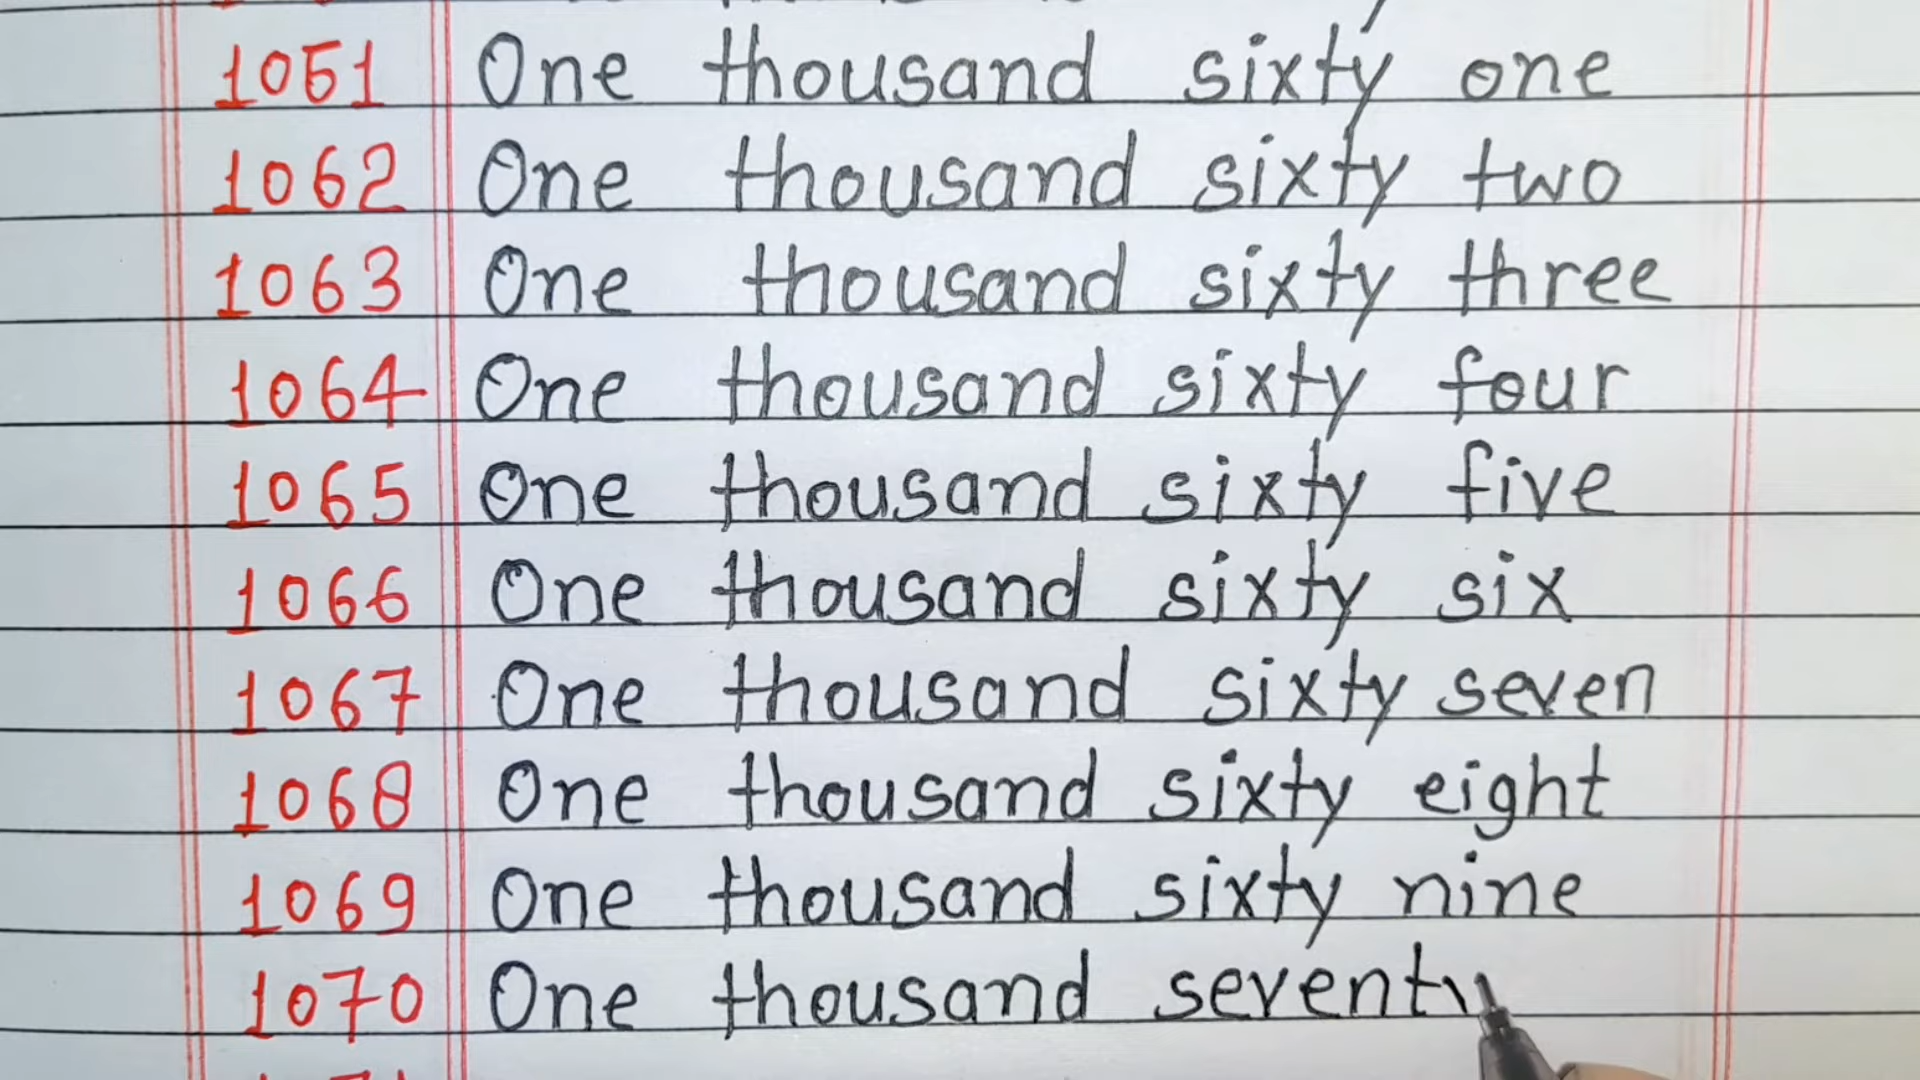 1051 One thousand sixty one
1062 One thousand sixty two
1063 One thousand sixty three
1064 One thousand sixty four
1065 One thousand sixty five
1066 One thousand sixty six
1067 One thousand sixty seven
1068 One thousand sixty eight
1069 One thousand sixty nine
1070 One thousand seventy